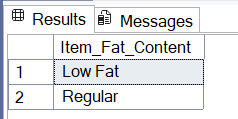 Results Messages
Item_Fat_Content
1 Low Fat
2 Regular